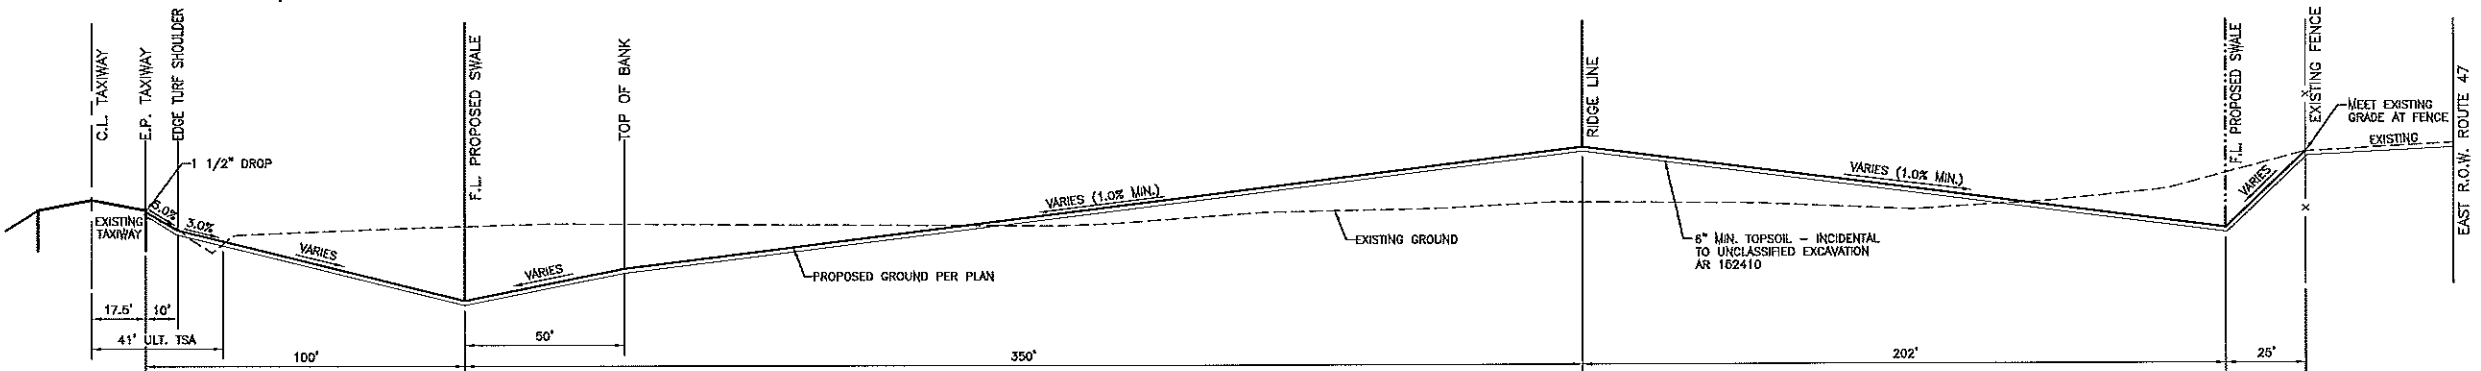 C.L. TAXIWAY
E.P. TAXIWAY
EDGE TURF SHOULDER
F.L. PROPOSED SWALE
TOP OF BANK
RIDGE LINE
F.L. PROPOSED SWALE
EXISTING FENCE
EAST R.O.W. ROUTE 47
1 1/2" DROP
5.0%
3.0%
EXISTING
TAXIWAY
VARIES
VARIES
VARIES (1.0% MIN.)
VARIES (1.0% MIN.)
VARIES
MEET EXISTING
GRADE AT FENCE
EXISTING
EXISTING GROUND
PROPOSED GROUND PER PLAN
6" MIN. TOPSOIL – INCIDENTAL
TO UNCLASSIFIED EXCAVATION
AR 152410
17.5'
10'
41' ULT. TSA
50'
100'
350'
202'
25'